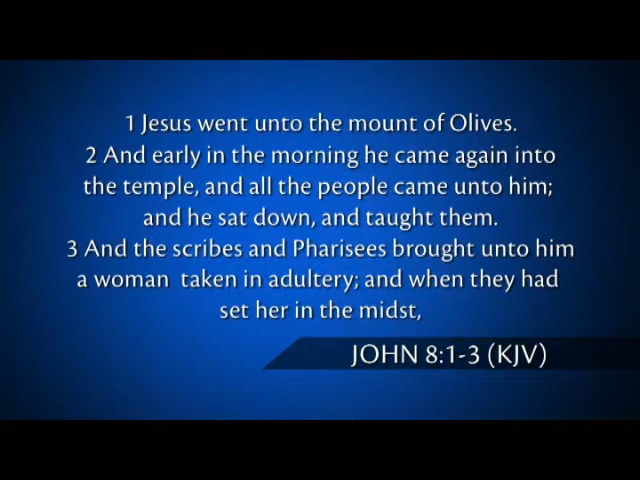 1 Jesus went unto the mount of Olives.
2 And early in the morning he came again into
the temple, and all the people came unto him;
and he sat down, and taught them.
3 And the scribes and Pharisees brought unto him
a woman  taken in adultery; and when they had
set her in the midst,
JOHN 8:1-3 (KJV)